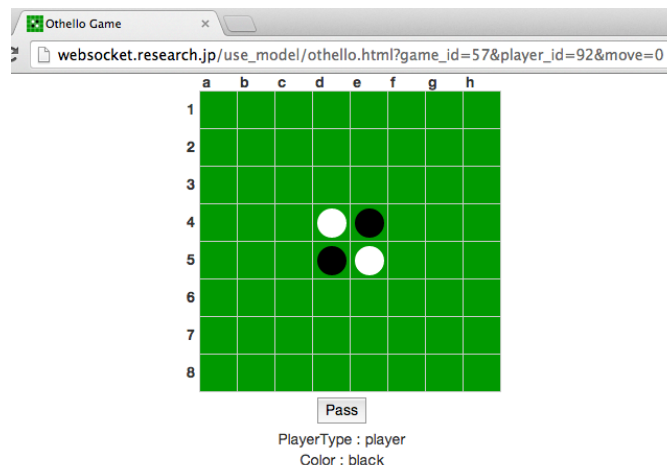 Othello Game
websocket.research.jp/use_model/othello.html?game_id=57&player_id=92&move=0
a b c d e f g h
1
2
3
4
5
6
7
8
Pass
PlayerType : player
Color : black